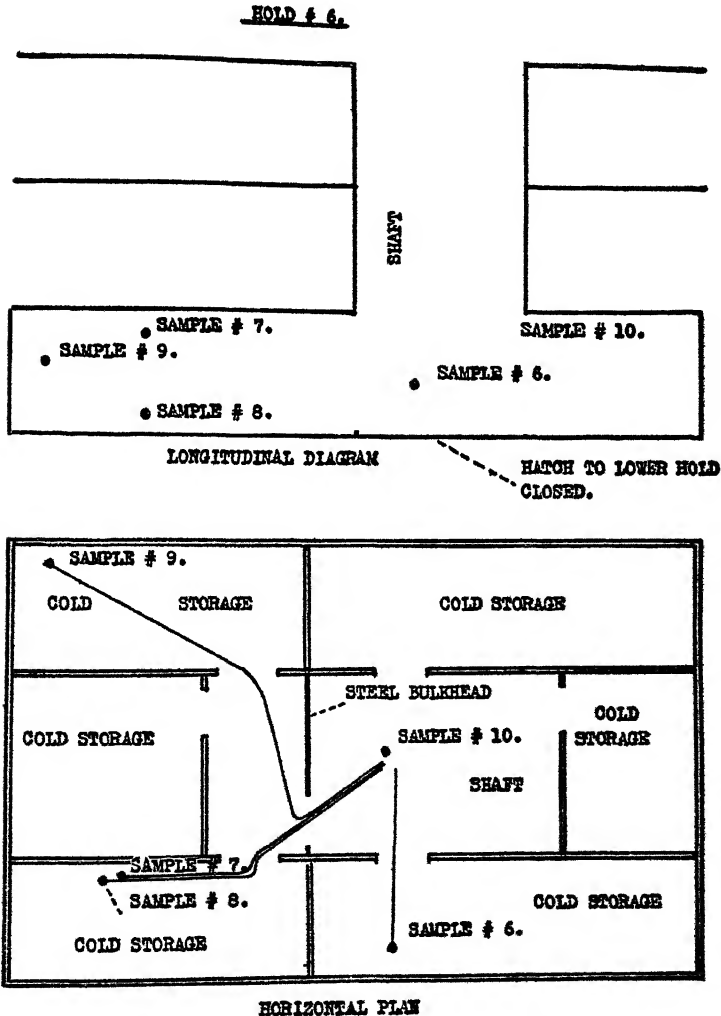 HOLD # 6.
SHAFT
SAMPLE # 7.
SAMPLE # 10.
SAMPLE # 9.
SAMPLE # 6.
SAMPLE # 8.
LONGITUDINAL DIAGRAM
HATCH TO LOWER HOLD
CLOSED.
SAMPLE # 9.
COLD STORAGE
COLD STORAGE
STEEL BULKHEAD
COLD
STORAGE
COLD STORAGE
SAMPLE # 10.
SHAFT
SAMPLE # 7.
SAMPLE # 8.
COLD STORAGE
SAMPLE # 6.
COLD STORAGE
HORIZONTAL PLAN